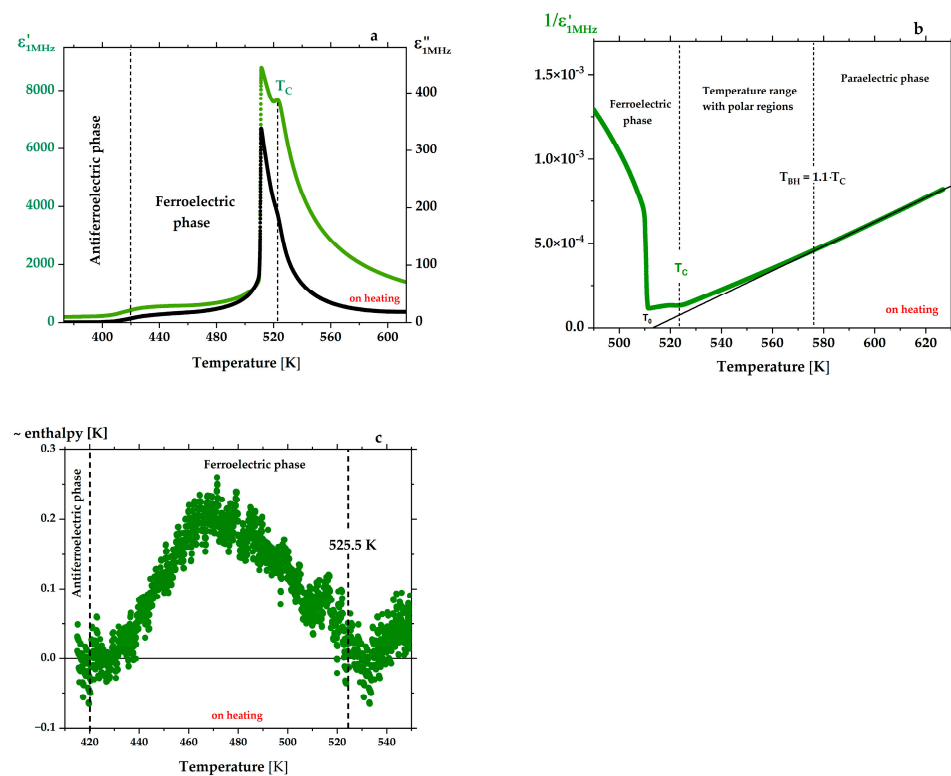 a
ε'1MHz
ε"1MHz
8000
6000
4000
2000
0
400
300
200
100
0
TC
Antiferroelectric phase
Ferroelectric
phase
on heating
400
440
480
520
560
600
Temperature [K]
1/ε'1MHz
b
1.5×10⁻³
1.0×10⁻³
5.0×10⁻⁴
0.0
Ferroelectric
phase
Temperature range
with polar regions
Paraelectric phase
TBH = 1.1·TC
TC
T0
on heating
500
520
540
560
580
600
620
Temperature [K]
~ enthalpy [K]
c
0.3
0.2
0.1
0.0
−0.1
Antiferroelectric phase
Ferroelectric phase
525.5 K
on heating
420
440
460
480
500
520
540
Temperature [K]